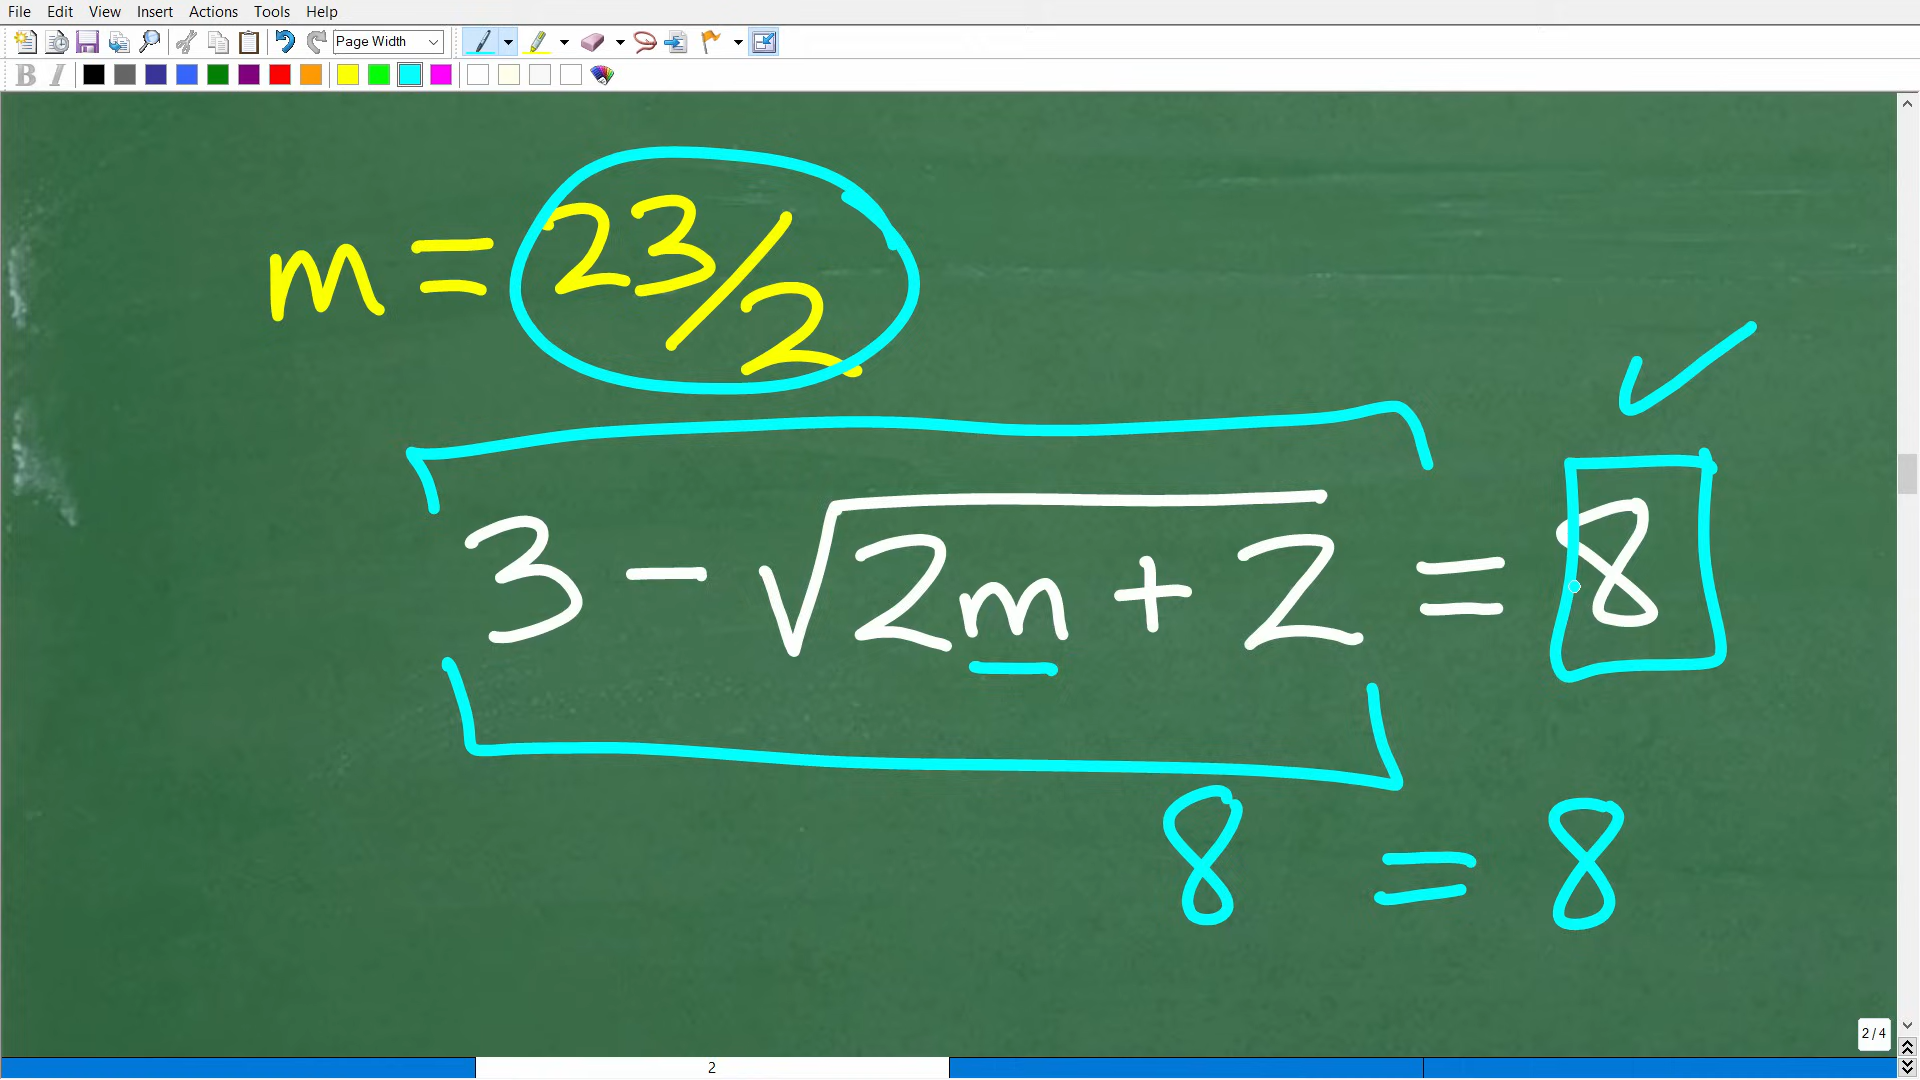 File Edit View Insert Actions Tools Help
Page Width
B I
m = 23/2
3 - √2m + 2 = 8
8 = 8
2 / 4
2